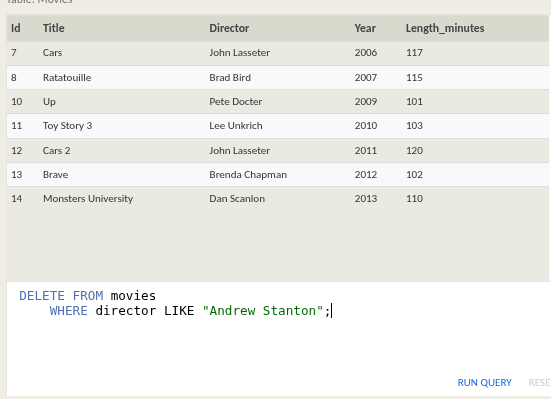 Table: Movies
Id Title Director Year Length_minutes
7 Cars John Lasseter 2006 117
8 Ratatouille Brad Bird 2007 115
10 Up Pete Docter 2009 101
11 Toy Story 3 Lee Unkrich 2010 103
12 Cars 2 John Lasseter 2011 120
13 Brave Brenda Chapman 2012 102
14 Monsters University Dan Scanlon 2013 110
DELETE FROM movies
WHERE director LIKE "Andrew Stanton";
RUN QUERY RESE